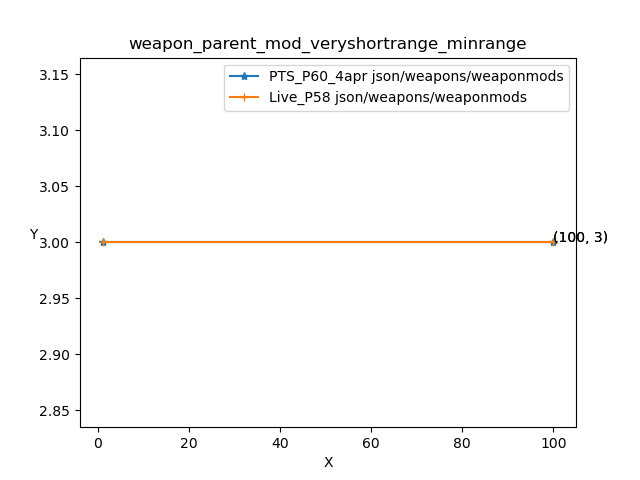 weapon_parent_mod_veryshortrange_minrange
PTS_P60_4apr json/weapons/weaponmods
Live_P58 json/weapons/weaponmods
3.15
3.10
3.05
3.00
2.95
2.90
2.85
Y
(100, 3)
0
20
40
60
80
100
X